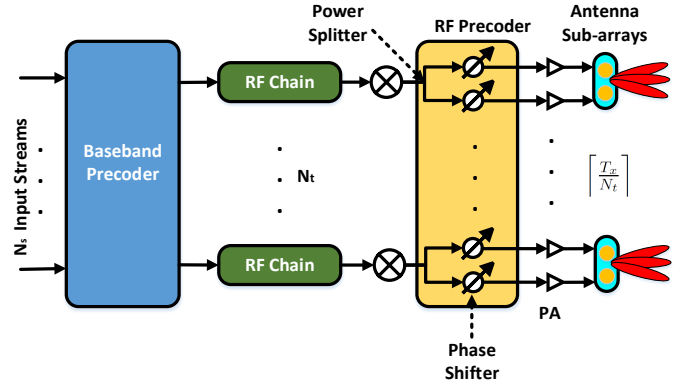 Power
Splitter
RF Precoder
Antenna
Sub-arrays
RF Chain
Baseband
Precoder
Nₛ Input Streams
Nₜ
⌈Tₓ/Nₜ⌉
RF Chain
PA
Phase
Shifter